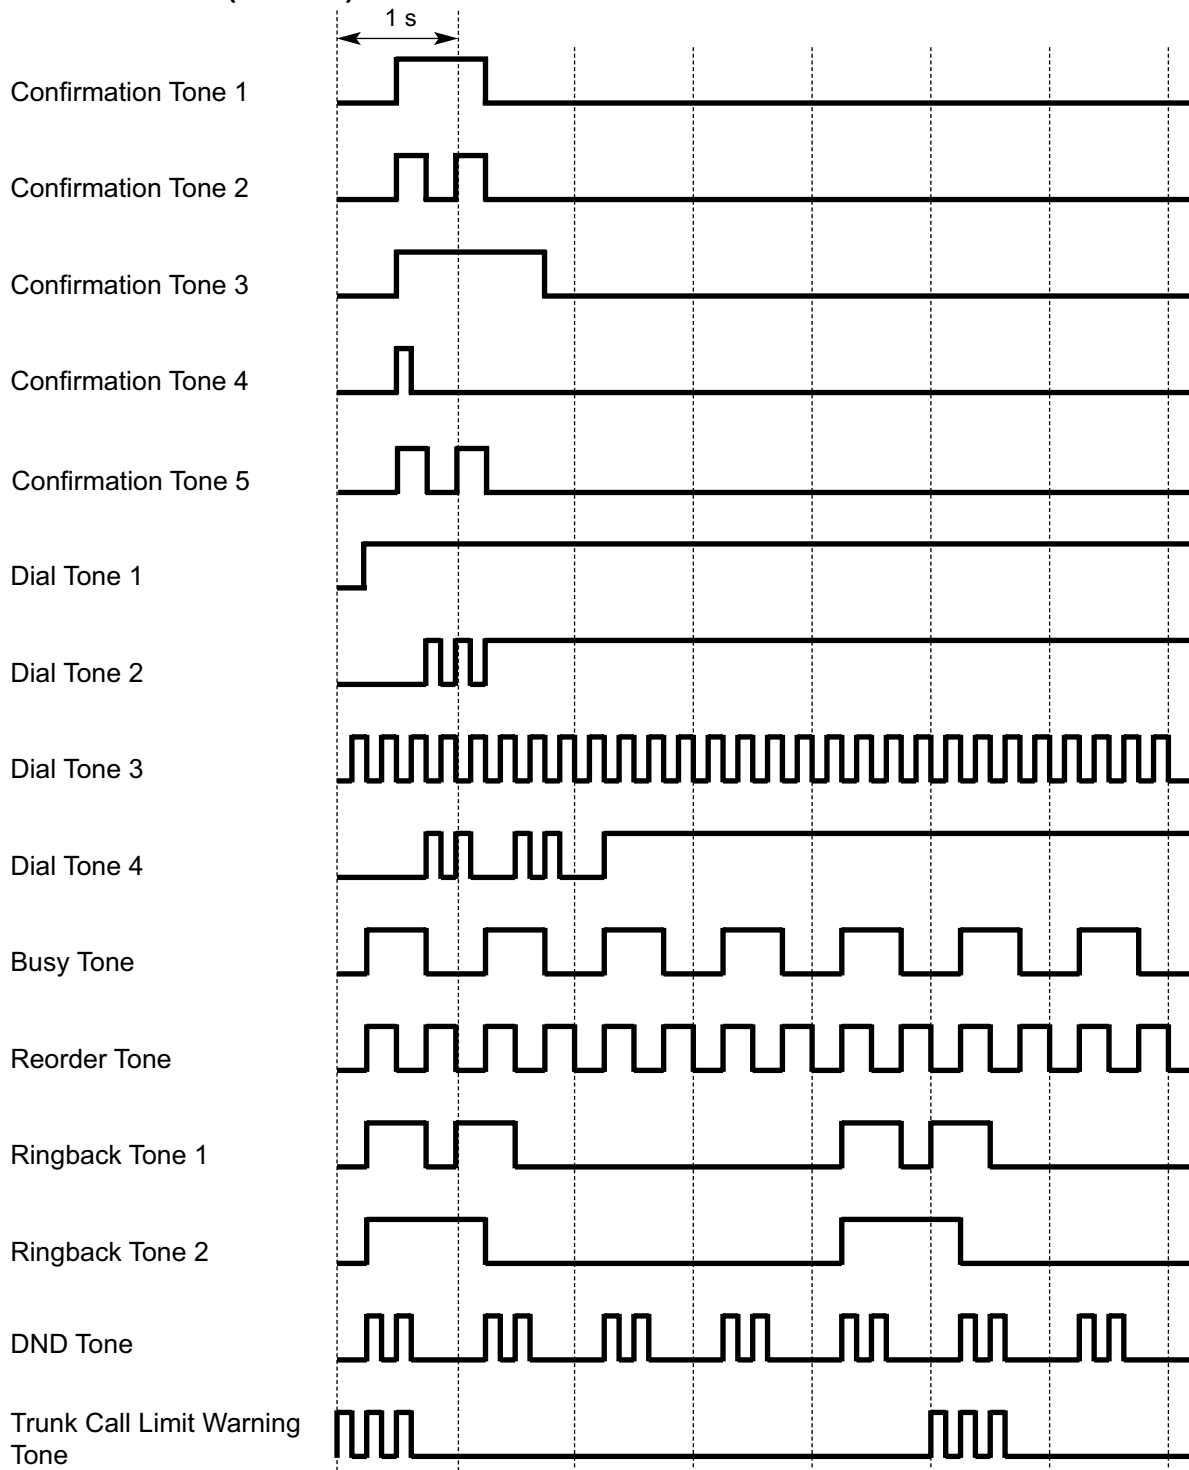 1 s
Confirmation Tone 1
Confirmation Tone 2
Confirmation Tone 3
Confirmation Tone 4
Confirmation Tone 5
Dial Tone 1
Dial Tone 2
Dial Tone 3
Dial Tone 4
Busy Tone
Reorder Tone
Ringback Tone 1
Ringback Tone 2
DND Tone
Trunk Call Limit Warning
Tone